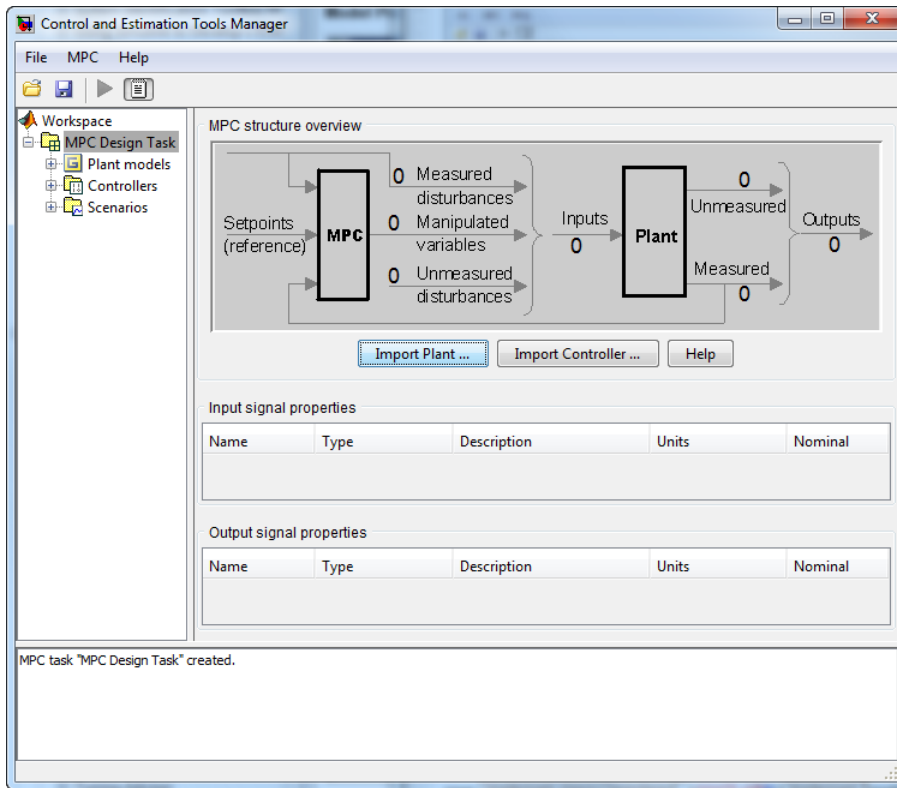 Control and Estimation Tools Manager
File MPC Help
Workspace
MPC Design Task
Plant models
Controllers
Scenarios
MPC structure overview
Setpoints
(reference)
MPC
0 Measured
disturbances
0 Manipulated
variables
0 Unmeasured
disturbances
Inputs
0
Plant
0
Unmeasured
Measured
0
Outputs
0
Import Plant ... Import Controller ... Help
Input signal properties
Name Type Description Units Nominal
Output signal properties
Name Type Description Units Nominal
MPC task "MPC Design Task" created.